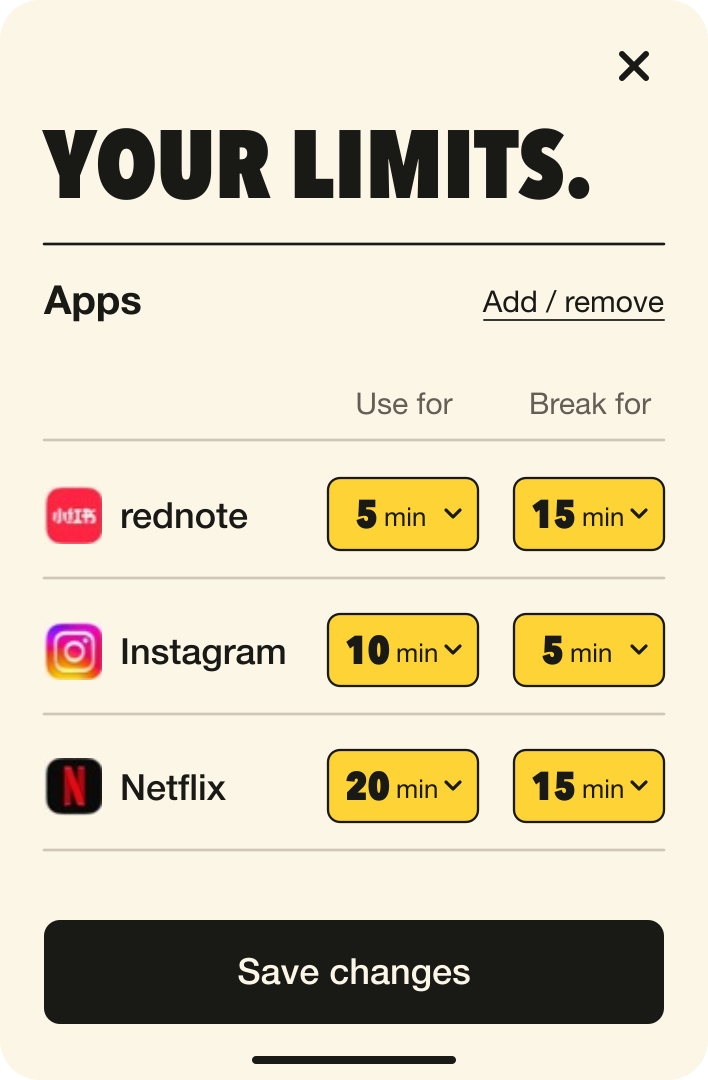 YOUR LIMITS.
Apps Add / remove
Use for Break for
小红书 rednote 5 min 15 min
Instagram 10 min 5 min
N Netflix 20 min 15 min
Save changes